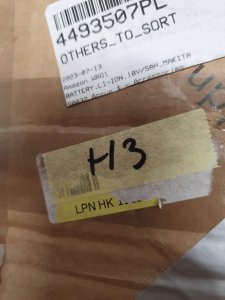 4493507PL
OTHERS_TO_SORT
2023-07-13
Amazon WRO1
BATTERY,LI-ION,18V/5AH,MAKITA
H3
LPN HK